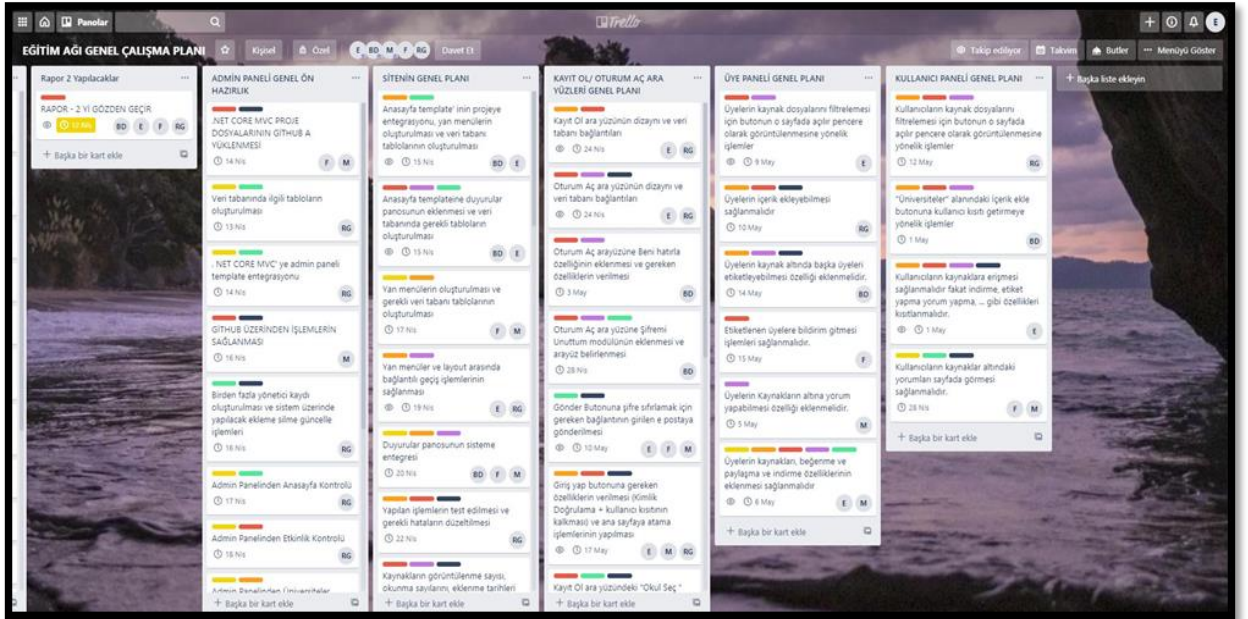 Panolar
Trello
E
EĞİTİM AĞI GENEL ÇALIŞMA PLANI
Kişisel
Özel
E BD M F RG
Davet Et
Takip ediliyor
Takvim
Butler
Menüyü Göster
Rapor 2 Yapılacaklar
RAPOR - 2 Yİ GÖZDEN GEÇİR
BD E F RG
+ Başka bir kart ekle
ADMİN PANELİ GENEL ÖN
HAZIRLIK
.NET CORE MVC PROJE
DOSYALARININ GİTHUB A
YÜKLENMESİ
14 Nis
F M
Veri tabanında ilgili tabloların
oluşturulması
13 Nis
RG
. NET CORE MVC' ye admin paneli
template entegrasyonu
14 Nis
RG
GİTHUB ÜZERİNDEN İŞLEMLERİN
SAĞLANMASI
16 Nis
M
Birden fazla yönetici kaydı
oluşturulması ve sistem üzerinde
yapılacak ekleme silme güncelle
işlemleri
16 Nis
RG
Admin Panelinden Anasayfa Kontrolü
17 Nis
RG
Admin Panelinden Etkinlik Kontrolü
18 Nis
RG
Admin Panelinden Üniversiteler
+ Başka bir kart ekle
SİTENİN GENEL PLANI
Anasayfa template' inin projeye
entegrasyonu, yan menülerin
oluşturulması ve veri tabanı
tablolarının oluşturulması
15 Nis
BD E
Anasayfa templateine duyurular
panosunun eklenmesi ve veri
tabanında gerekli tabloların
oluşturulması
15 Nis
BD E
Yan menülerin oluşturulması ve
gerekli veri tabanı tablolarının
oluşturulması
17 Nis
F M
Yan menüler ve layout arasında
bağlantılı geçiş işlemlerinin
sağlanması
19 Nis
E RG
Duyurular panosunun sisteme
entegresi
20 Nis
BD F M
Yapılan işlemlerin test edilmesi ve
gerekli hataların düzeltilmesi
22 Nis
RG
Kaynakların görüntülenme sayısı,
okunma sayılarını, eklenme tarihleri
+ Başka bir kart ekle
KAYIT OL/ OTURUM AÇ ARA
YÜZLERİ GENEL PLANI
Kayıt Ol ara yüzünün dizaynı ve veri
tabanı bağlantıları
24 Nis
E RG
Oturum Aç ara yüzünün dizaynı ve
veri tabanı bağlantıları
24 Nis
E RG
Oturum Aç arayüzüne Beni hatırla
özelliğinin eklenmesi ve gereken
özelliklerin verilmesi
3 May
BD
Oturum Aç ara yüzüne Şifremi
Unuttum modülünün eklenmesi ve
arayüz belirlenmesi
28 Nis
BD
Gönder Butonuna şifre sıfırlamak için
gereken bağlantının girilen e postaya
gönderilmesi
10 May
E F M
Giriş yap butonuna gereken
özelliklerin verilmesi (Kimlik
Doğrulama + kullanıcı kısıtının
kalkması) ve ana sayfaya atama
işlemlerinin yapılması
17 May
E M RG
Kayıt Ol ara yüzündeki "Okul Seç "
+ Başka bir kart ekle
ÜYE PANELİ GENEL PLANI
Üyelerin kaynak dosyalarını filtrelemesi
için butonun o sayfada açılır pencere
olarak görüntülenmesine yönelik
işlemler
9 May
E
Üyelerin içerik ekleyebilmesi
sağlanmalıdır
10 May
RG
Üyelerin kaynak altında başka üyeleri
etiketleyebilmesi özelliği eklenmelidir.
14 May
BD
Etiketlenen üyelere bildirim gitmesi
işlemleri sağlanmalıdır.
15 May
F
Üyelerin Kaynakların altına yorum
yapabilmesi özelliği eklenmelidir.
5 May
M
Üyelerin kaynakları, beğenme ve
paylaşma ve indirme özelliklerinin
eklenmesi sağlanmalıdır
6 May
E M
+ Başka bir kart ekle
KULLANICI PANELİ GENEL PLANI
Kullanıcıların kaynak dosyalarını
filtrelemesi için butonun o sayfada
açılır pencere olarak görüntülenmesine
yönelik işlemler
12 May
RG
"Üniversiteler" alanındaki içerik ekle
butonuna kullanıcı kısıtı getirmeye
yönelik işlemler
1 May
BD
Kullanıcıların kaynaklara erişmesi
sağlanmalıdır fakat indirme, etiket
yapma yorum yapma, ... gibi özellikleri
kısıtlanmalıdır.
1 May
E
Kullanıcıların kaynaklar altındaki
yorumları sayfada görmesi
sağlanmalıdır.
28 Nis
F M
+ Başka bir kart ekle
+ Başka liste ekleyin